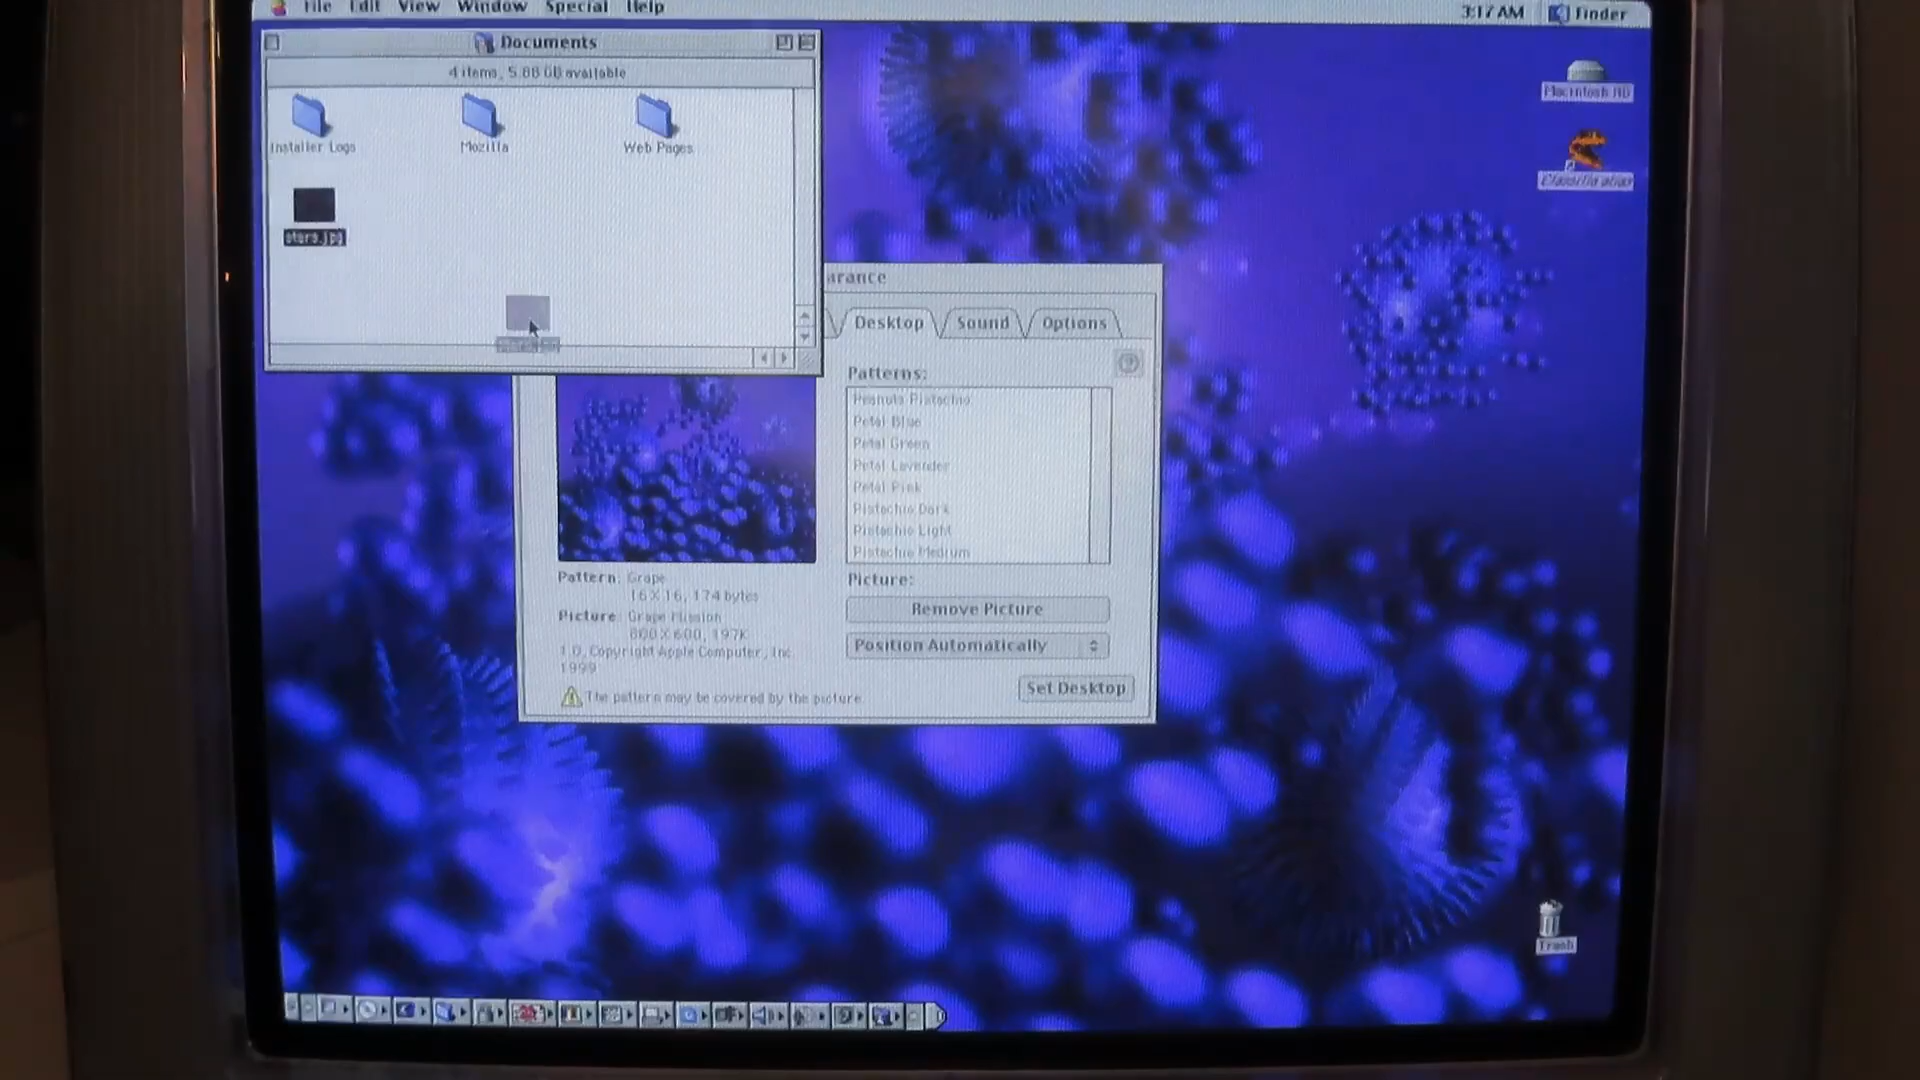 File Edit View Window Special Help
3:17 AM Finder
Documents
4 items, 5.88 GB available
Installer Logs
Mozilla
Web Pages
stars.jpg
Macintosh HD
arance
Desktop
Sound
Options
Patterns:
Peanuts Pistachio
Petal Blue
Petal Green
Petal Lavender
Petal Pink
Pistachio Dark
Pistachio Light
Pistachio Medium
Pattern: Grape
16 X 16, 174 bytes
Picture: Grape Mission
800 X 600, 197K
1.0, Copyright Apple Computer, Inc.
1999
The pattern may be covered by the picture.
Picture:
Remove Picture
Position Automatically
Set Desktop
Trash